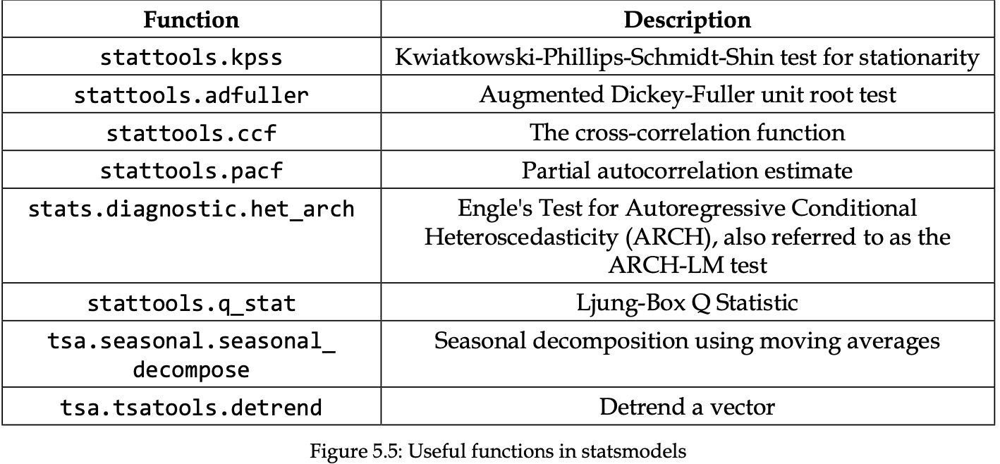 Function Description
stattools.kpss Kwiatkowski-Phillips-Schmidt-Shin test for stationarity
stattools.adfuller Augmented Dickey-Fuller unit root test
stattools.ccf The cross-correlation function
stattools.pacf Partial autocorrelation estimate
stats.diagnostic.het_arch Engle's Test for Autoregressive Conditional
Heteroscedasticity (ARCH), also referred to as the
ARCH-LM test
stattools.q_stat Ljung-Box Q Statistic
tsa.seasonal.seasonal_ Seasonal decomposition using moving averages
decompose
tsa.tsatools.detrend Detrend a vector
Figure 5.5: Useful functions in statsmodels